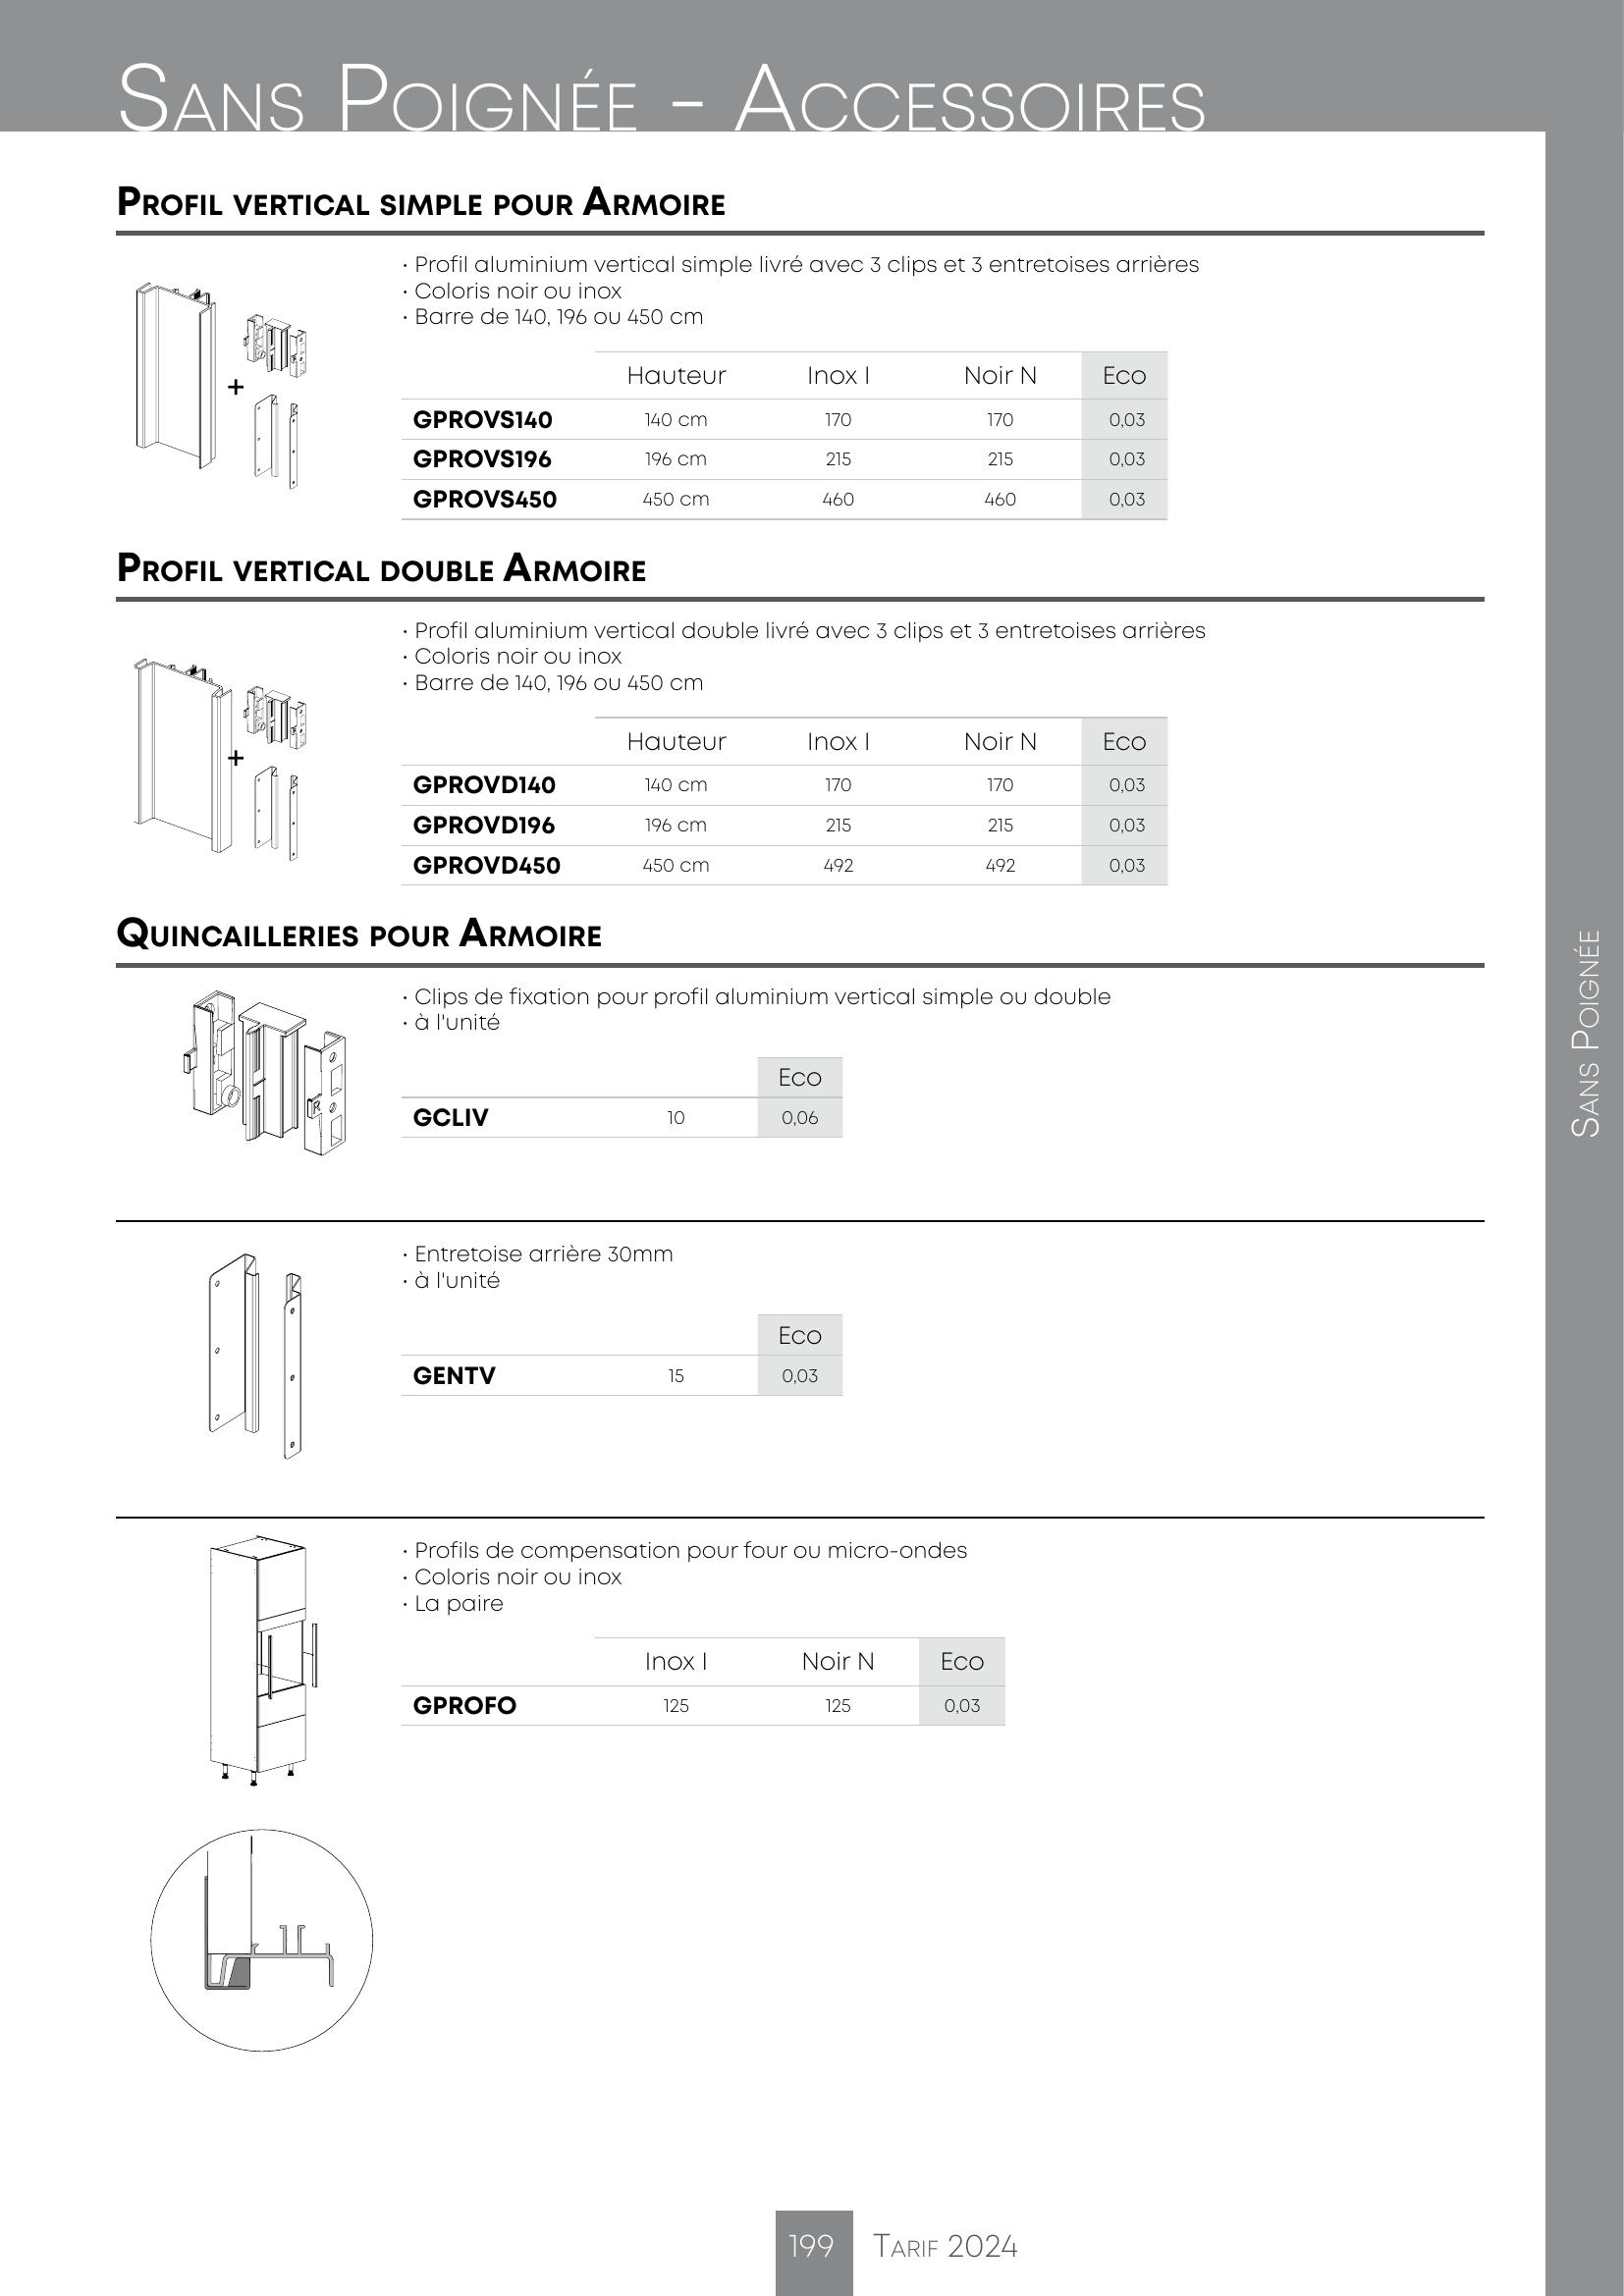 Sans Poignée - Accessoires
Profil vertical simple pour Armoire
· Profil aluminium vertical simple livré avec 3 clips et 3 entretoises arrières
· Coloris noir ou inox
· Barre de 140, 196 ou 450 cm
+
Hauteur Inox I Noir N Eco
GPROVS140 140 cm 170 170 0,03
GPROVS196 196 cm 215 215 0,03
GPROVS450 450 cm 460 460 0,03
Profil vertical double Armoire
· Profil aluminium vertical double livré avec 3 clips et 3 entretoises arrières
· Coloris noir ou inox
· Barre de 140, 196 ou 450 cm
+
Hauteur Inox I Noir N Eco
GPROVD140 140 cm 170 170 0,03
GPROVD196 196 cm 215 215 0,03
GPROVD450 450 cm 492 492 0,03
Quincailleries pour Armoire
· Clips de fixation pour profil aluminium vertical simple ou double
· à l'unité
Eco
GCLIV 10 0,06
· Entretoise arrière 30mm
· à l'unité
Eco
GENTV 15 0,03
· Profils de compensation pour four ou micro-ondes
· Coloris noir ou inox
· La paire
Inox I Noir N Eco
GPROFO 125 125 0,03
Sans Poignée
199 Tarif 2024